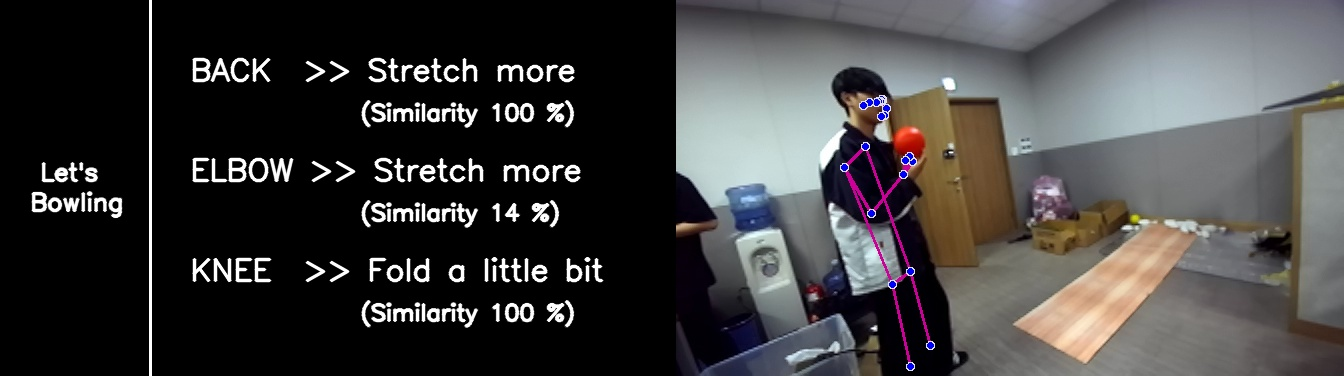 Let's
Bowling
BACK >> Stretch more
(Similarity 100 %)
ELBOW >> Stretch more
(Similarity 14 %)
KNEE >> Fold a little bit
(Similarity 100 %)